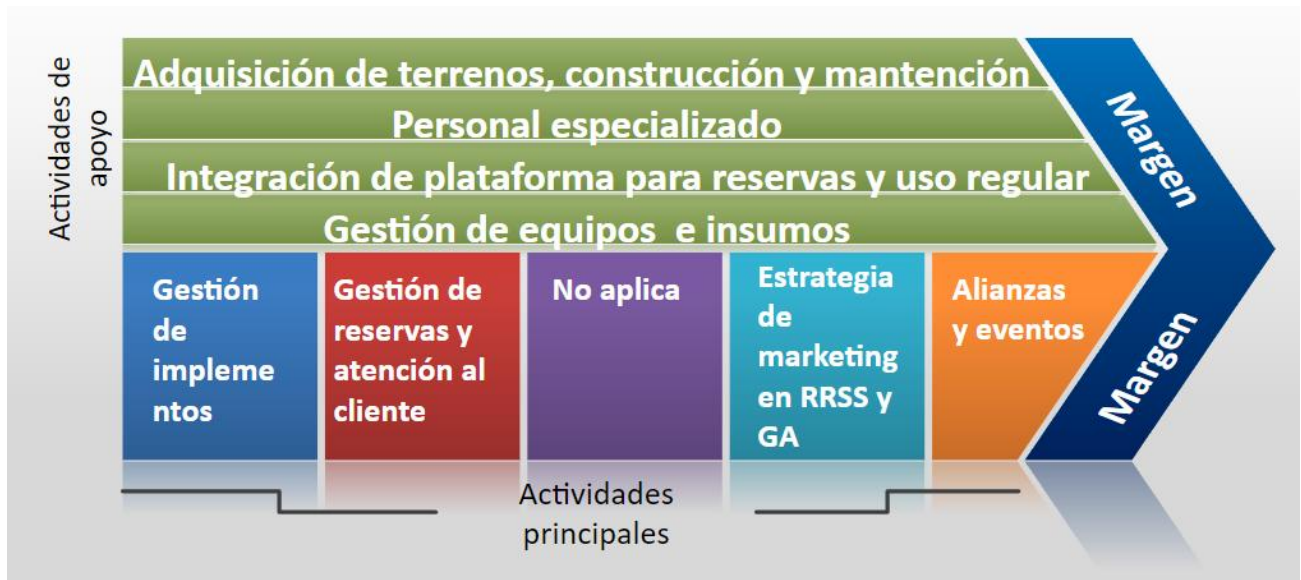 Actividades de
apoyo
Adquisición de terrenos, construcción y mantención
Personal especializado
Integración de plataforma para reservas y uso regular
Gestión de equipos e insumos
Gestión
de
impleme
ntos
Gestión de
reservas y
atención al
cliente
No aplica
Estrategia
de
marketing
en RRSS y
GA
Alianzas
y eventos
Margen
Margen
Actividades
principales